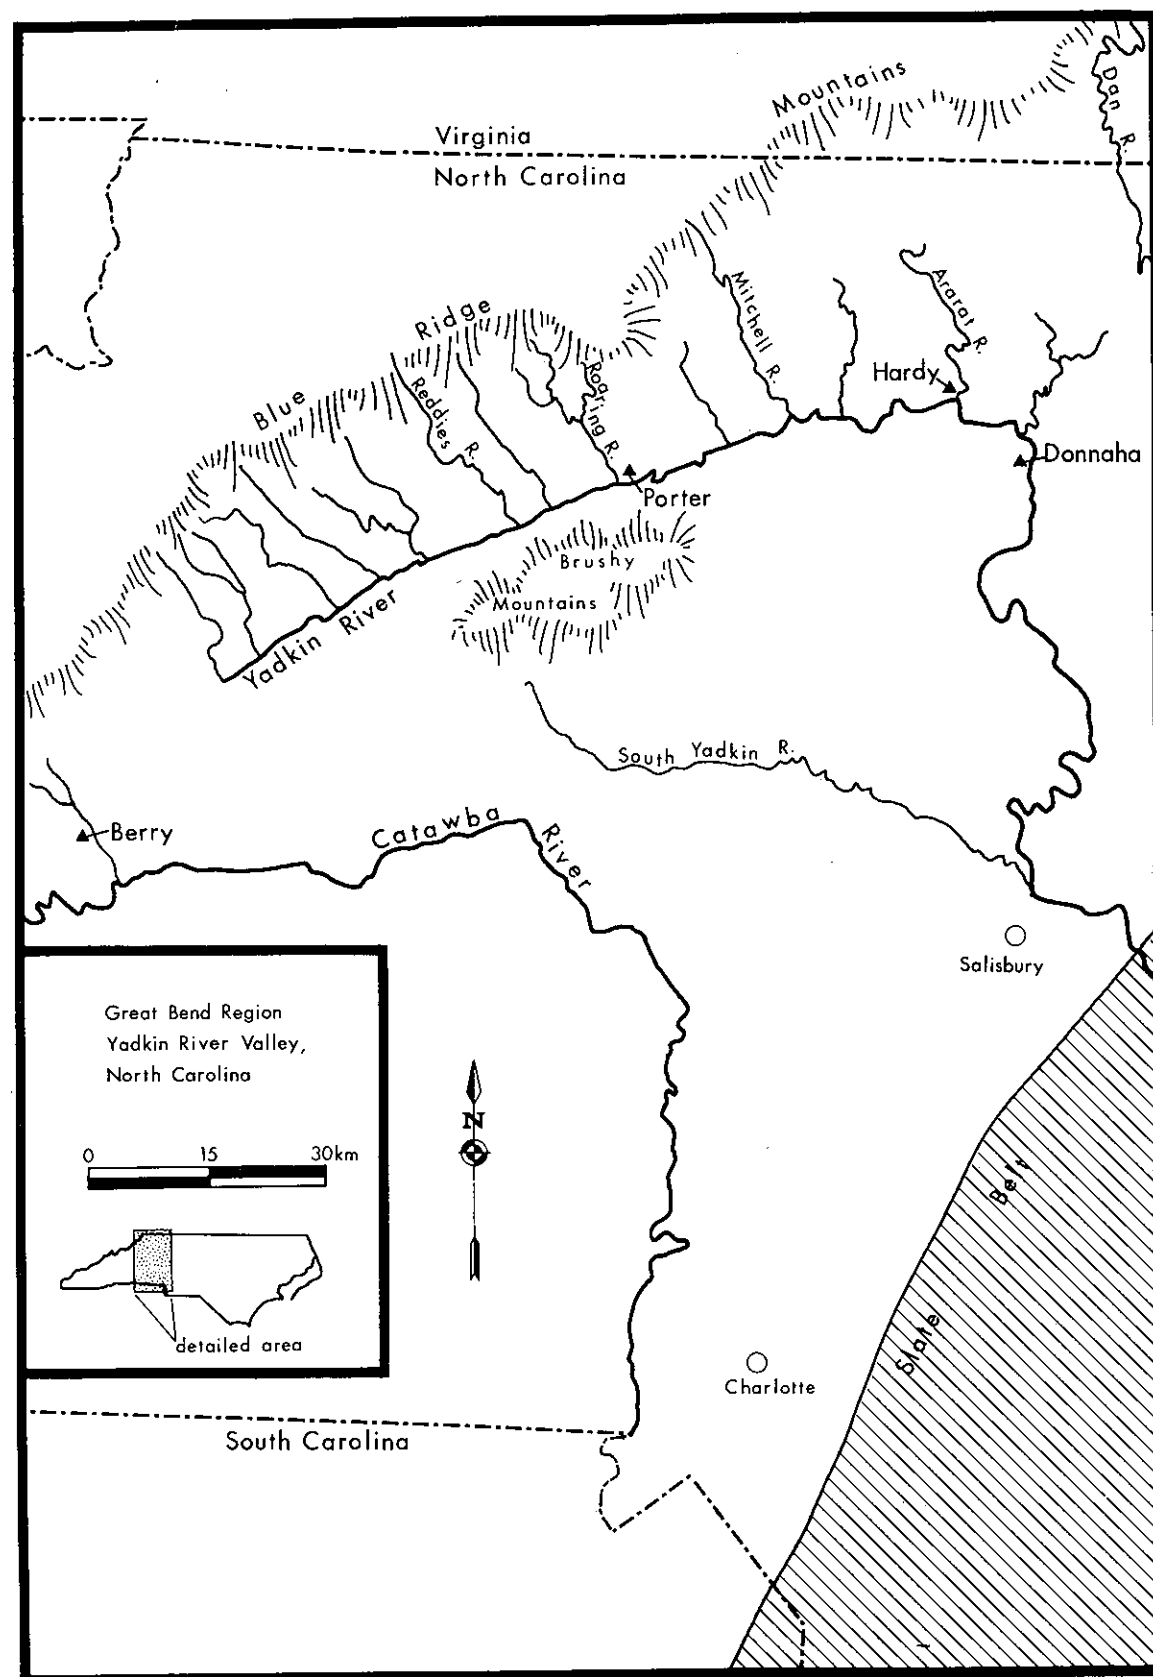 Mountains
Dan R.
Virginia
North Carolina
Mitchell R.
Ararat R.
Ridge
Blue
Reddies R.
Roaring R.
Hardy
Donnaha
Porter
Brushy
Mountains
Yadkin River
South Yadkin R.
Berry
Catawba River
Salisbury
Great Bend Region
Yadkin River Valley,
North Carolina
N
0 15 30km
detailed area
Slate Belt
Charlotte
South Carolina